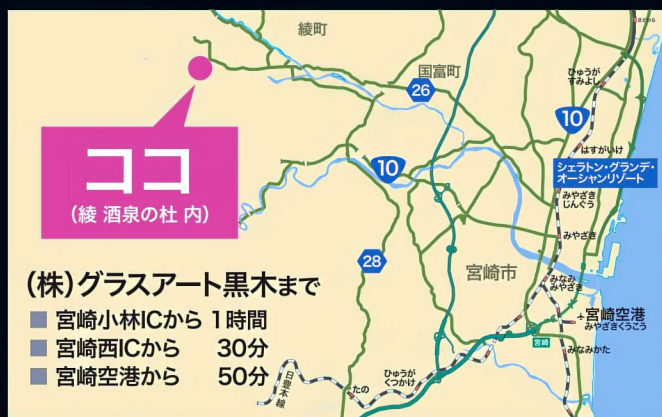 さどわら
綾町
国富町
26
ひゅうが
すみよし
10
はすがいけ
シェラトン・グランデ・
オーシャンリゾート
みやざき
じんぐう
みやざき
ココ
(綾 酒泉の杜 内)
10
28
宮崎市
みなみ
みやざき
宮崎空港
みやざきくうこう
宮崎
みなみかた
(株)グラスアート黒木まで
宮崎小林ICから 1時間
宮崎西ICから 30分
宮崎空港から 50分
日豊本線
たの
ひゅうが
くつかけ